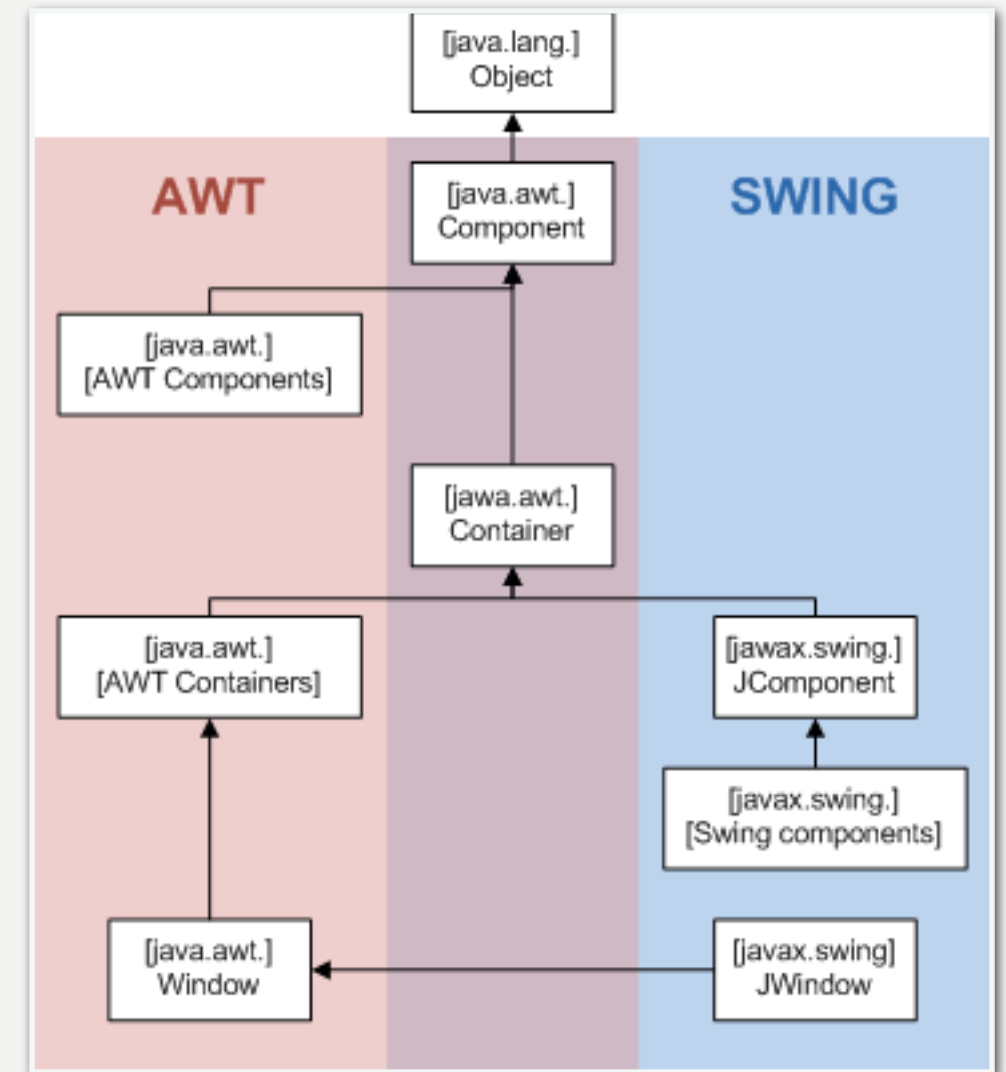 [java.lang.]
Object
AWT
[java.awt.]
Component
SWING
[java.awt.]
[AWT Components]
[jawa.awt.]
Container
[java.awt.]
[AWT Containers]
[jawax.swing.]
JComponent
[javax.swing.]
[Swing components]
[java.awt.]
Window
[javax.swing]
JWindow